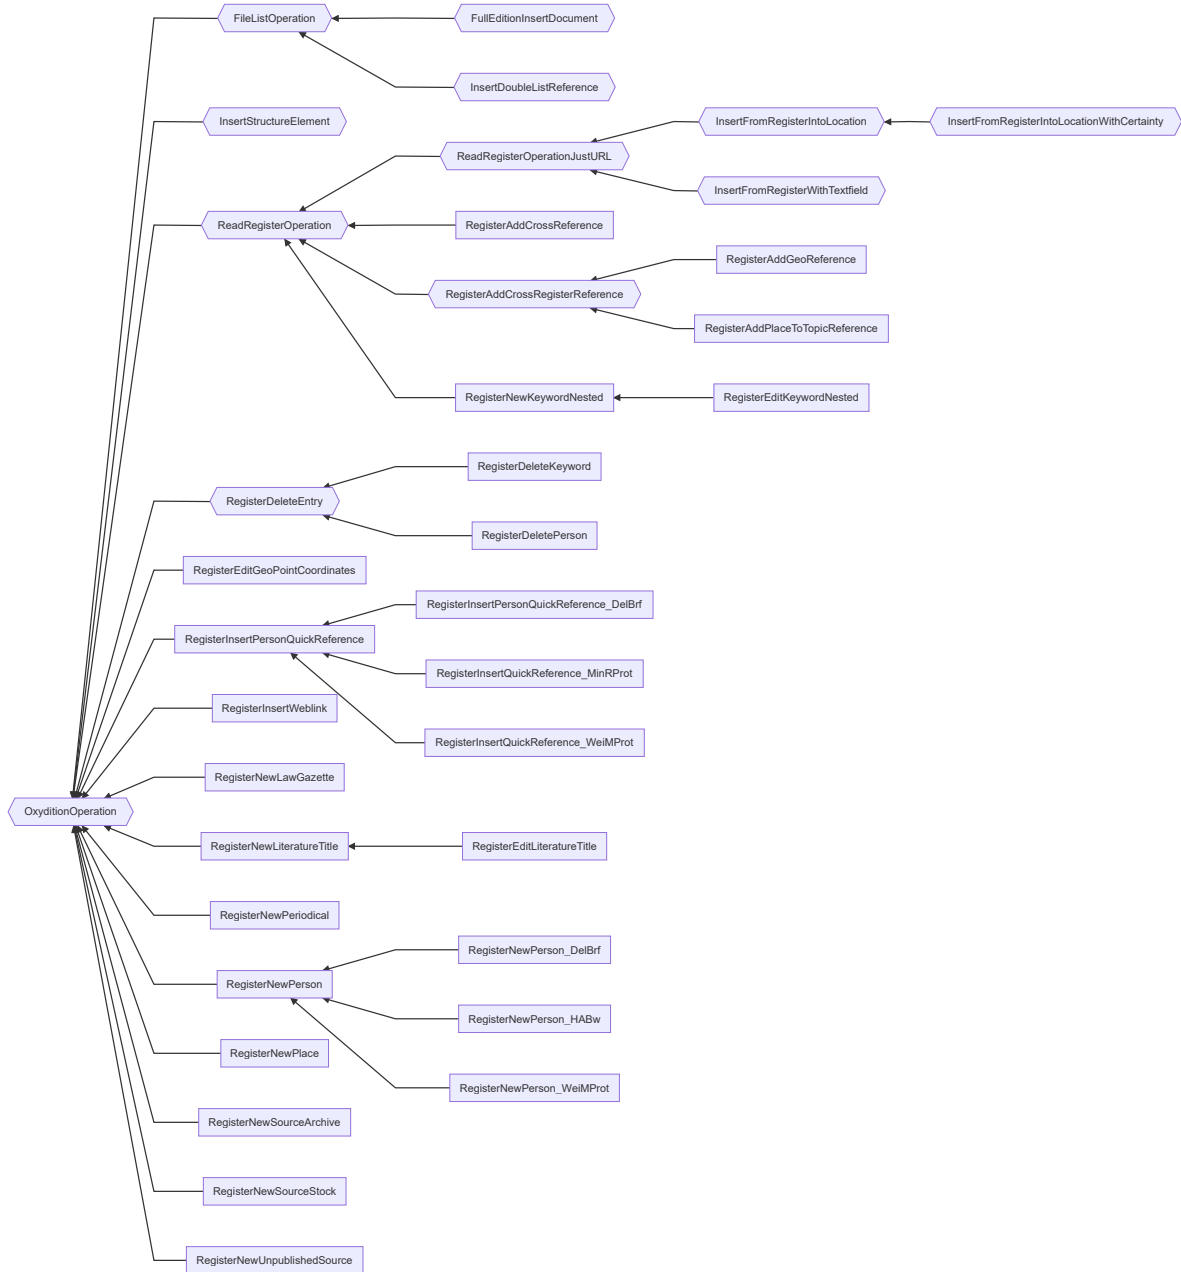 FileListOperation
FullEditionInsertDocument
InsertDoubleListReference
InsertStructureElement
InsertFromRegisterIntoLocation
InsertFromRegisterIntoLocationWithCertainty
ReadRegisterOperationJustURL
InsertFromRegisterWithTextfield
ReadRegisterOperation
RegisterAddCrossReference
RegisterAddGeoReference
RegisterAddCrossRegisterReference
RegisterAddPlaceToTopicReference
RegisterNewKeywordNested
RegisterEditKeywordNested
RegisterDeleteKeyword
RegisterDeleteEntry
RegisterDeletePerson
RegisterEditGeoPointCoordinates
RegisterInsertPersonQuickReference_DelBrf
RegisterInsertPersonQuickReference
RegisterInsertQuickReference_MinRProt
RegisterInsertWeblink
RegisterInsertQuickReference_WeiMProt
RegisterNewLawGazette
OxyditionOperation
RegisterNewLiteratureTitle
RegisterEditLiteratureTitle
RegisterNewPeriodical
RegisterNewPerson_DelBrf
RegisterNewPerson
RegisterNewPerson_HABw
RegisterNewPlace
RegisterNewPerson_WeiMProt
RegisterNewSourceArchive
RegisterNewSourceStock
RegisterNewUnpublishedSource